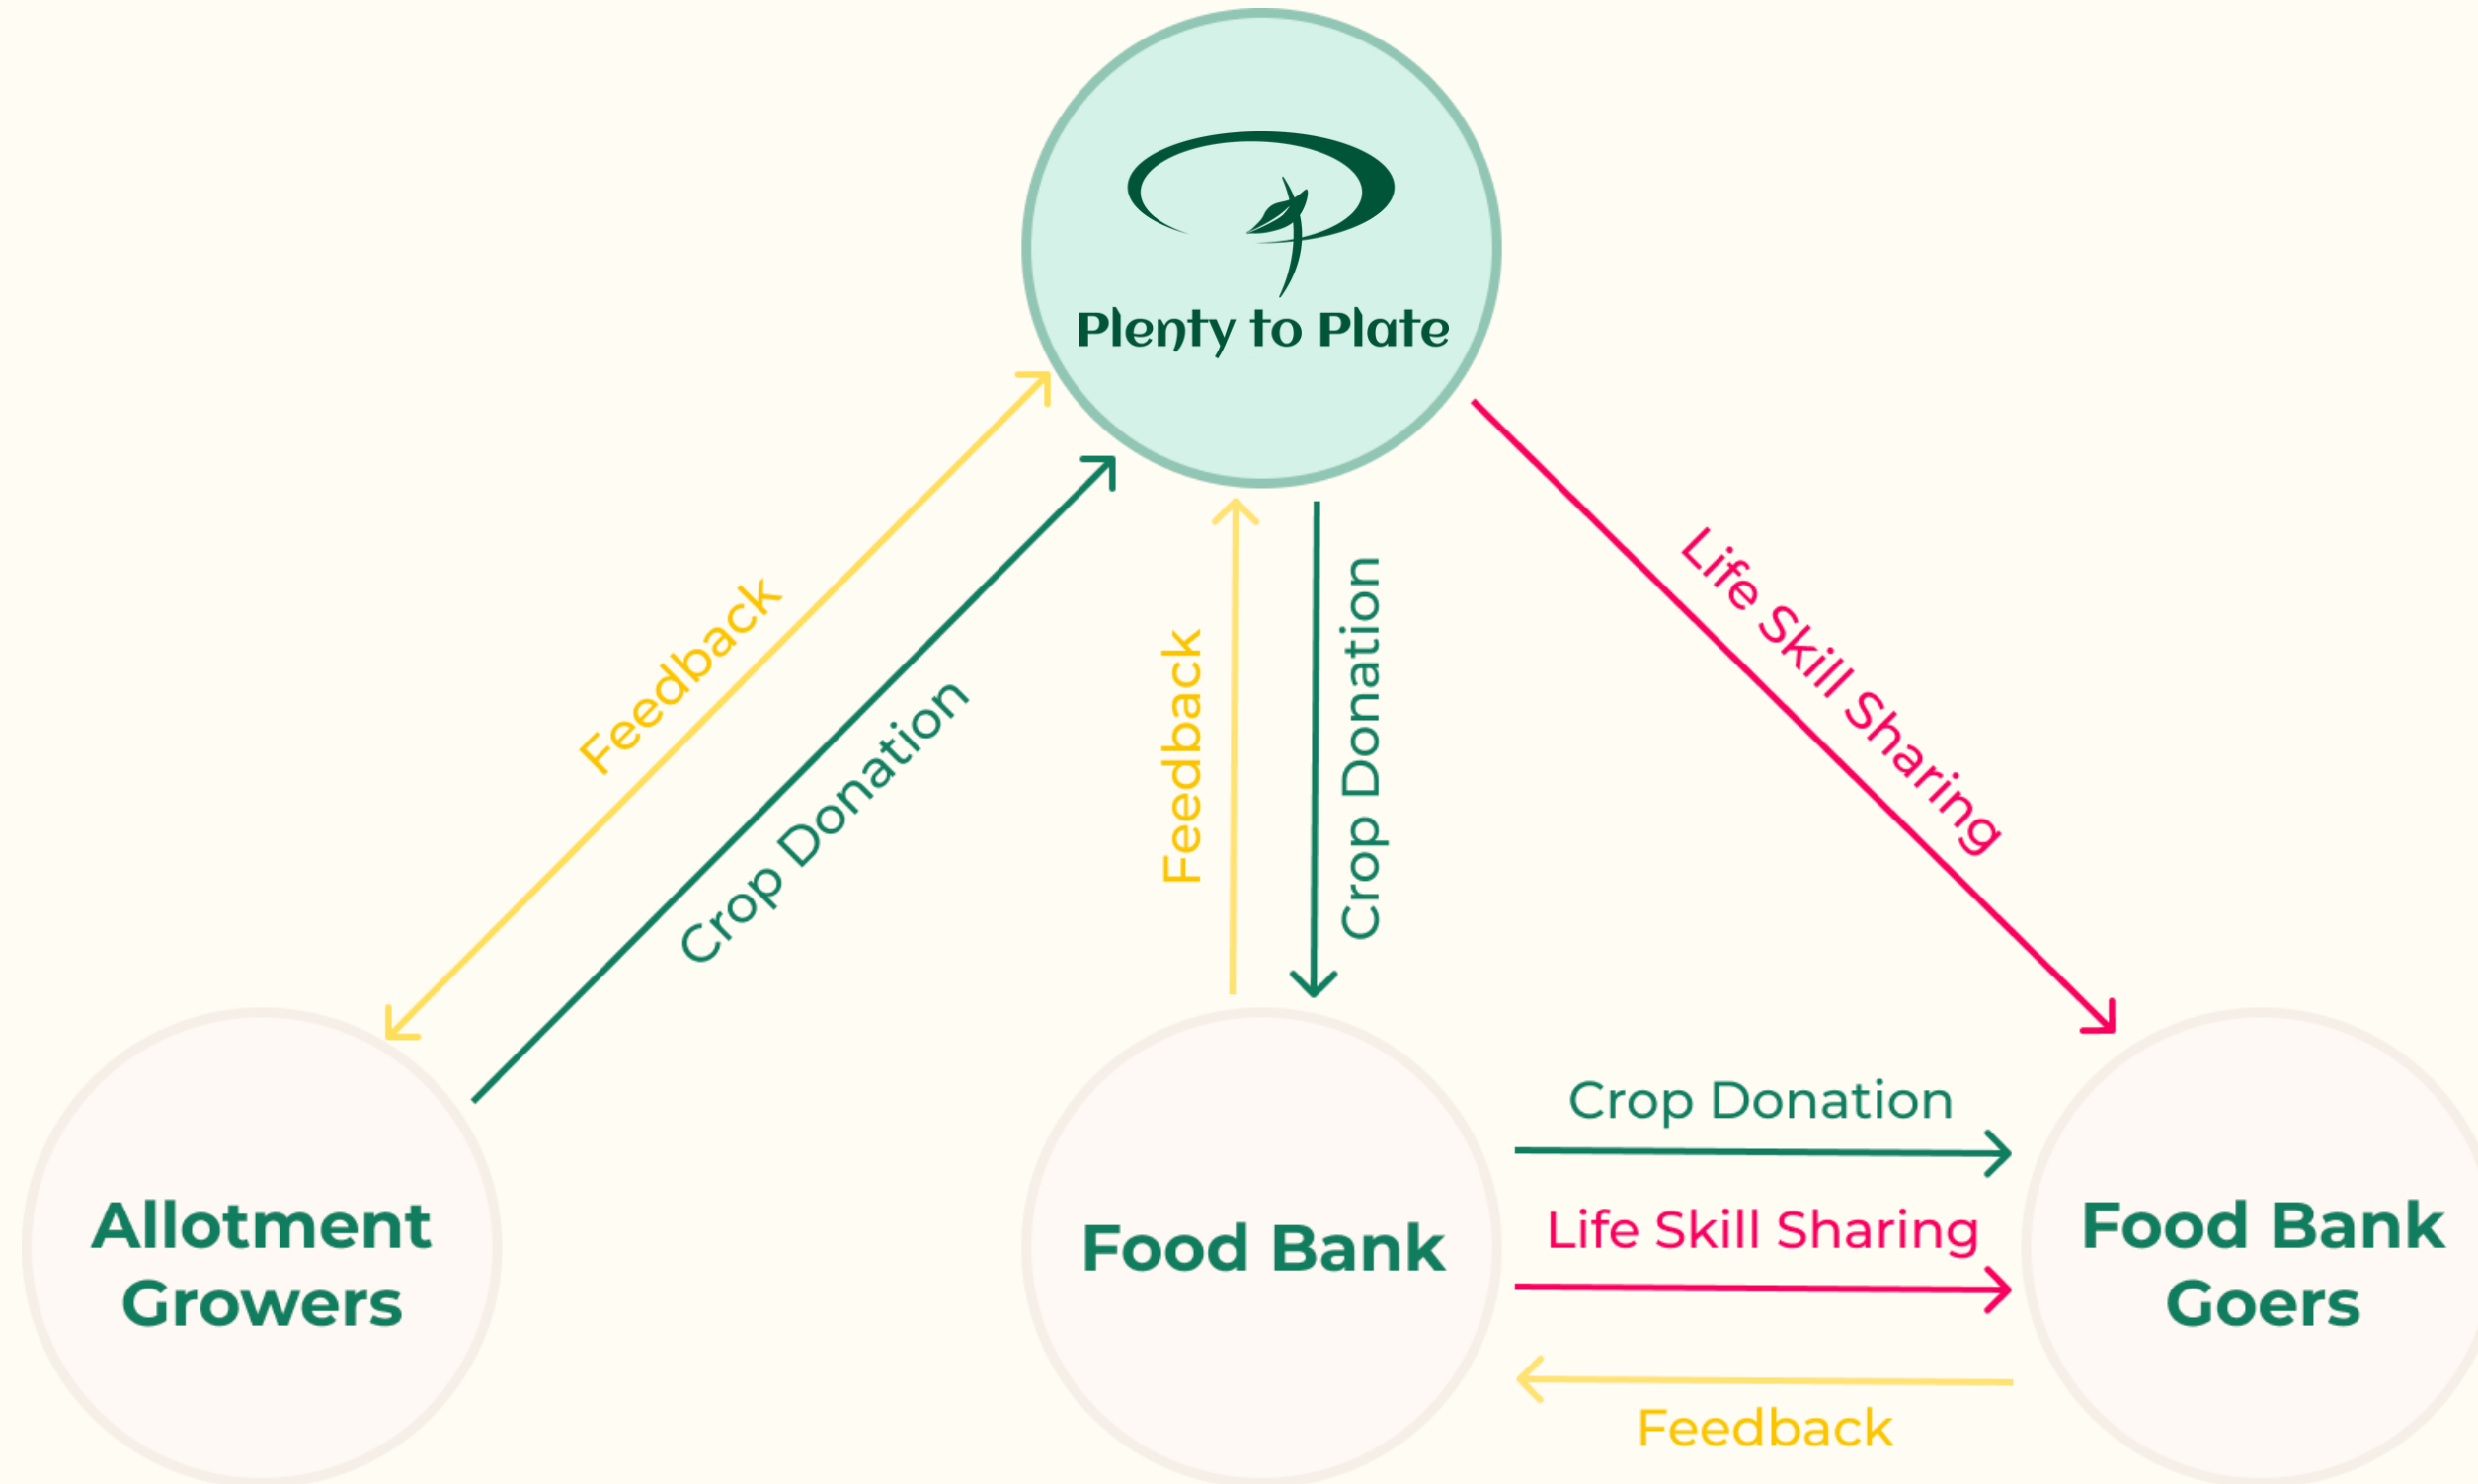 Plenty to Plate
Feedback
Crop Donation
Feedback
Crop Donation
Life Skill Sharing
Allotment
Growers
Food Bank
Crop Donation
Life Skill Sharing
Feedback
Food Bank
Goers